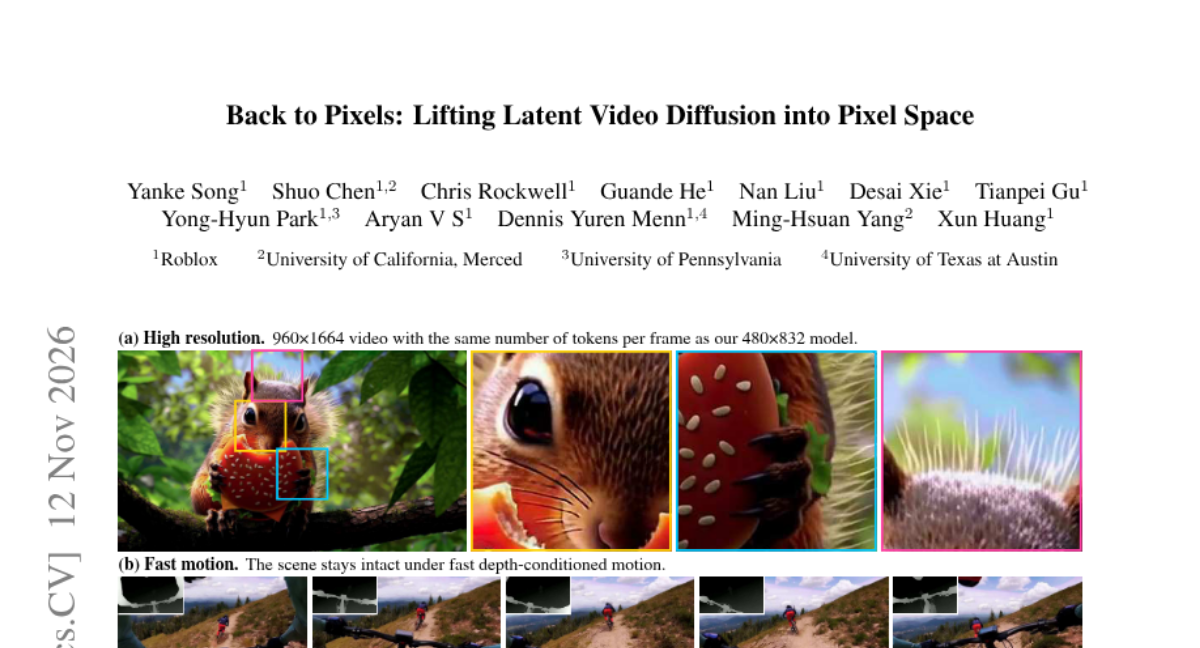 Back to Pixels: Lifting Latent Video Diffusion into Pixel Space
Yanke Song1 Shuo Chen1,2 Chris Rockwell1 Guande He1 Nan Liu1 Desai Xie1 Tianpei Gu1
Yong-Hyun Park1,3 Aryan V S1 Dennis Yuren Menn1,4 Ming-Hsuan Yang2 Xun Huang1
1Roblox 2University of California, Merced 3University of Pennsylvania 4University of Texas at Austin
cs.CV] 12 Nov 2026
(a) High resolution. 960×1664 video with the same number of tokens per frame as our 480×832 model.
(b) Fast motion. The scene stays intact under fast depth-conditioned motion.